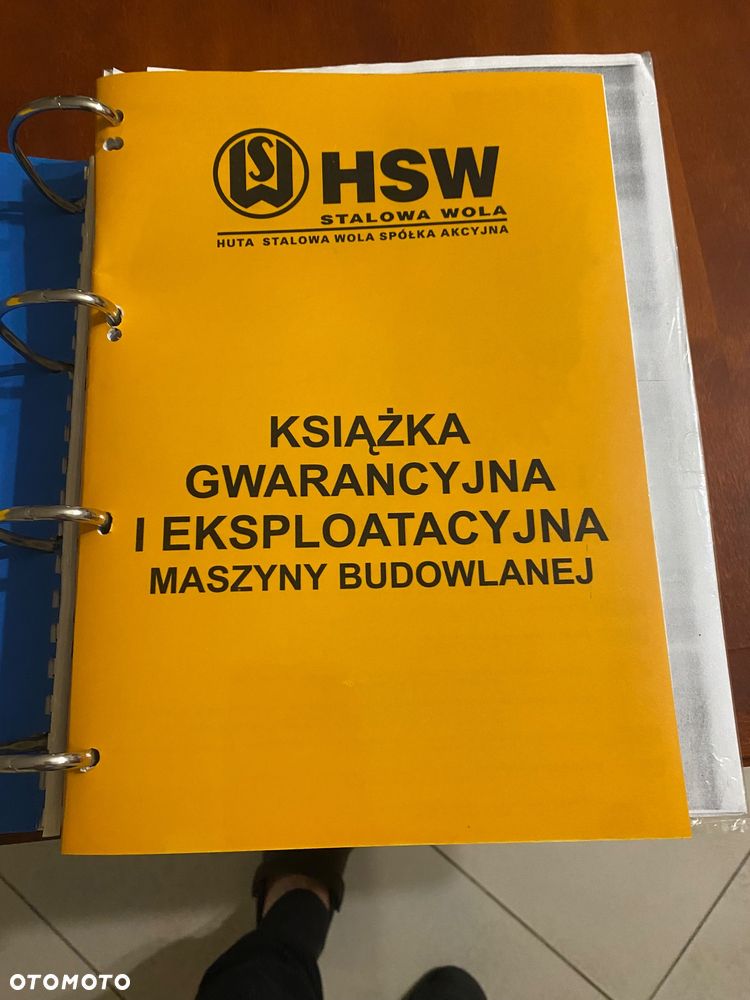 HSW
STALOWA WOLA
HUTA STALOWA WOLA SPÓŁKA AKCYJNA
KSIĄŻKA
GWARANCYJNA
I EKSPLOATACYJNA
MASZYNY BUDOWLANEJ
OTOMOTO